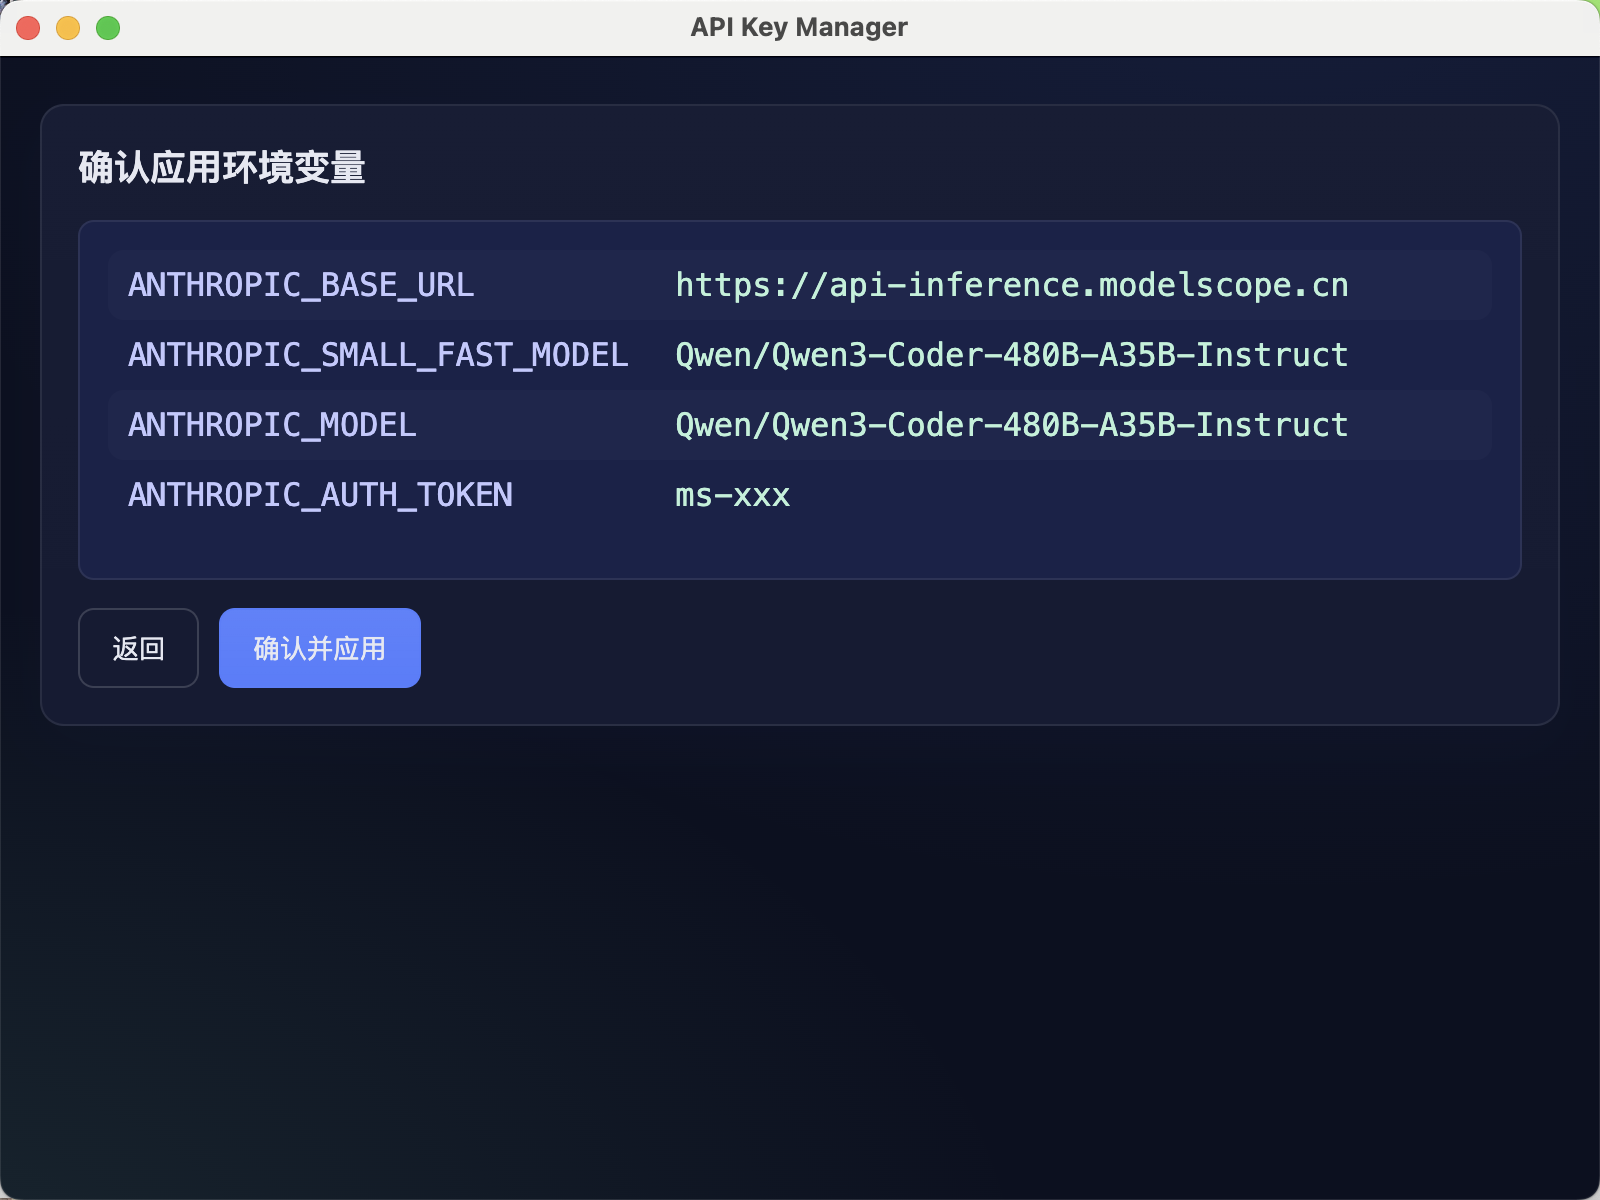 API Key Manager
确认应用环境变量
ANTHROPIC_BASE_URL https://api-inference.modelscope.cn
ANTHROPIC_SMALL_FAST_MODEL Qwen/Qwen3-Coder-480B-A35B-Instruct
ANTHROPIC_MODEL Qwen/Qwen3-Coder-480B-A35B-Instruct
ANTHROPIC_AUTH_TOKEN ms-xxx
返回 确认并应用